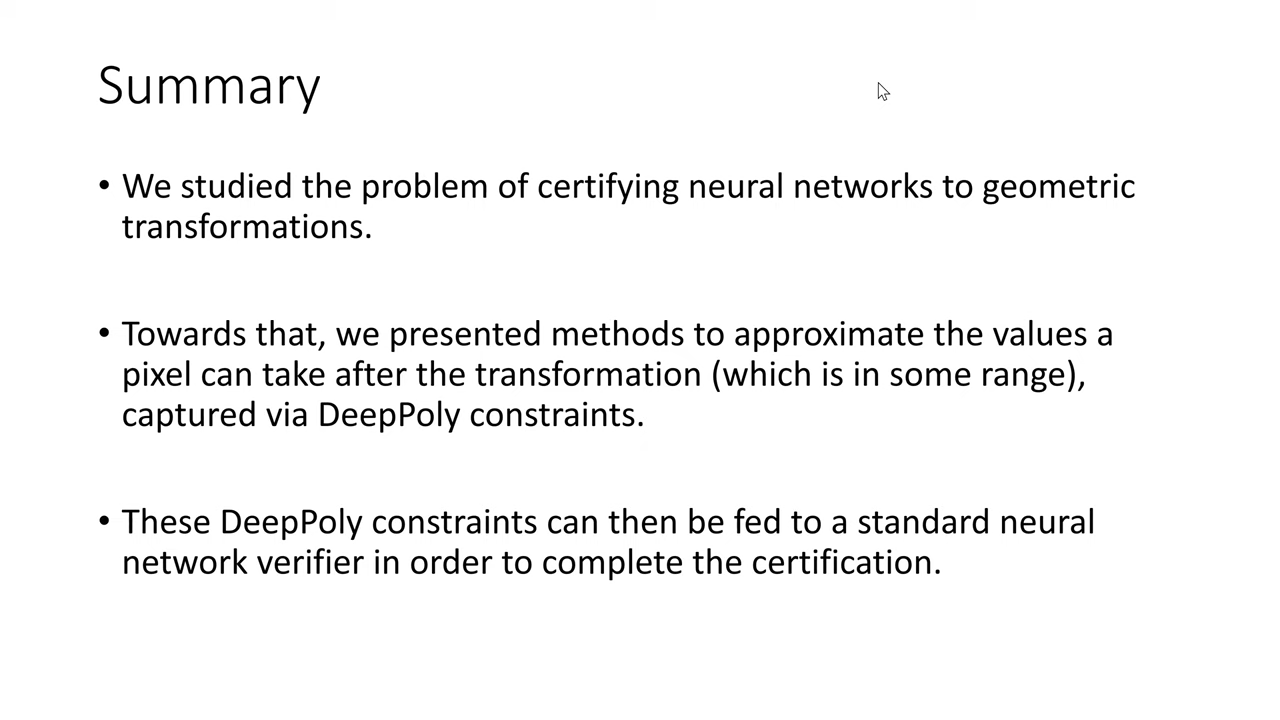 Summary
• We studied the problem of certifying neural networks to geometric
transformations.
• Towards that, we presented methods to approximate the values a
pixel can take after the transformation (which is in some range),
captured via DeepPoly constraints.
• These DeepPoly constraints can then be fed to a standard neural
network verifier in order to complete the certification.